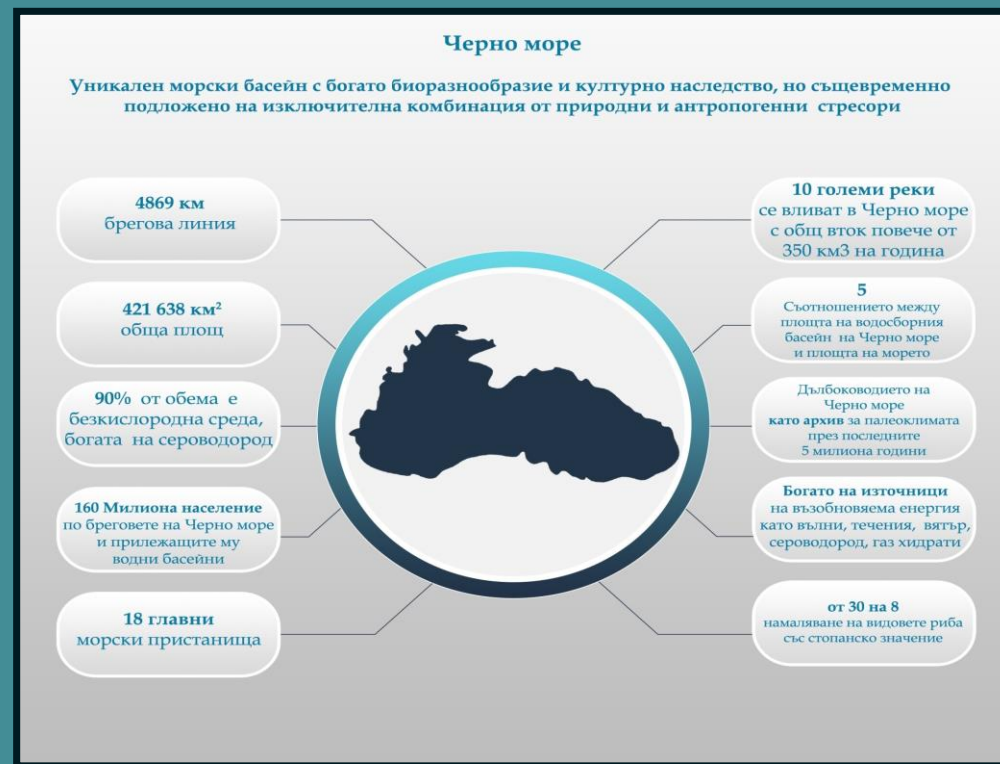 Черно море
Уникален морски басейн с богато биоразнообразие и културно наследство, но същевременно
подложено на изключителна комбинация от природни и антропогенни стресори
4869 км
брегова линия
421 638 км²
обща площ
90% от обема е
безкислородна среда,
богата на сероводород
160 Милиона население
по бреговете на Черно море
и прилежащите му
водни басейни
18 главни
морски пристанища
10 големи реки
се вливат в Черно море
с общ вток повече от
350 км3 на година
5
Съотношението между
площта на водосборния
басейн на Черно море
и площта на морето
Дълбоководието на
Черно море
като архив за палеоклимата
през последните
5 милиона години
Богато на източници
на възобновяема енергия
като вълни, течения, вятър,
сероводород, газ хидрати
от 30 на 8
намаляване на видовете риба
със стопанско значение